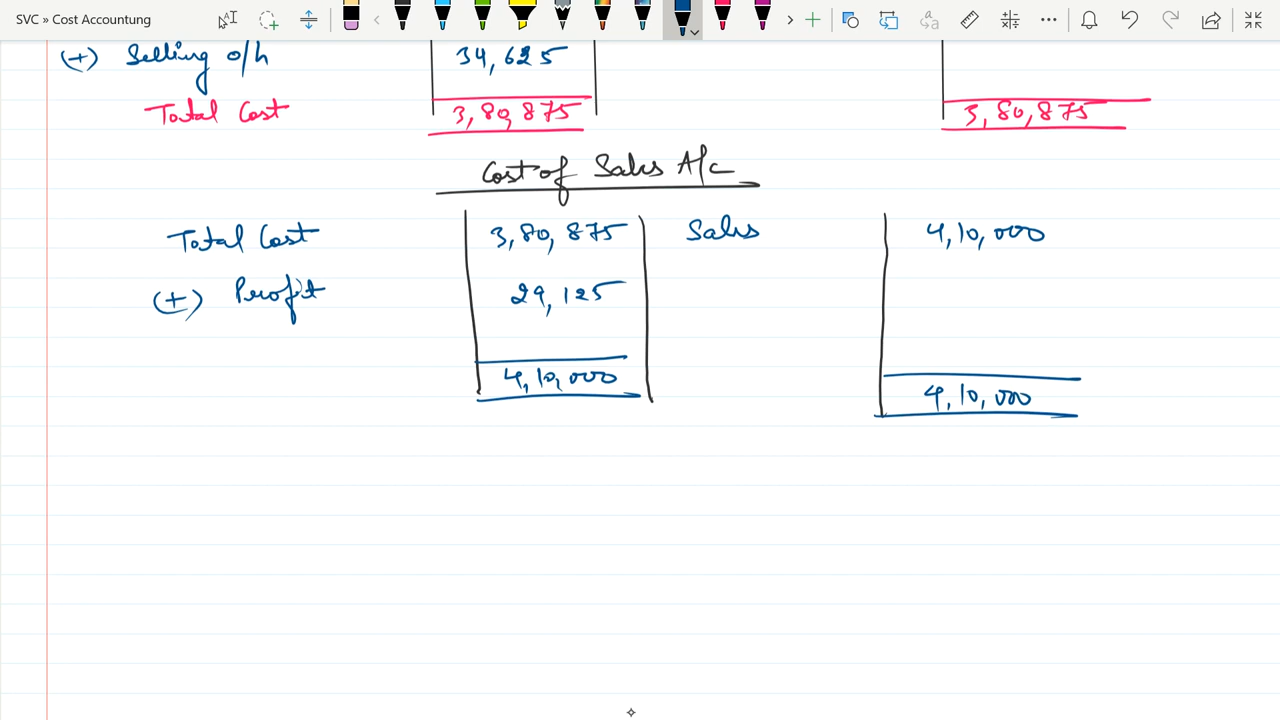 SVC » Cost Accountung
(+) Selling o/h 34,625
Total Cost 3,80,875 3,80,875
Cost of Sales A/c
Total Cost 3,80,875 Sales 4,10,000
(+) Profit 29,125
4,10,000 4,10,000